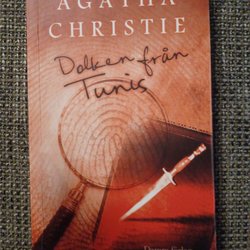 AGATHA
CHRISTIE
Dolken från
Tunis